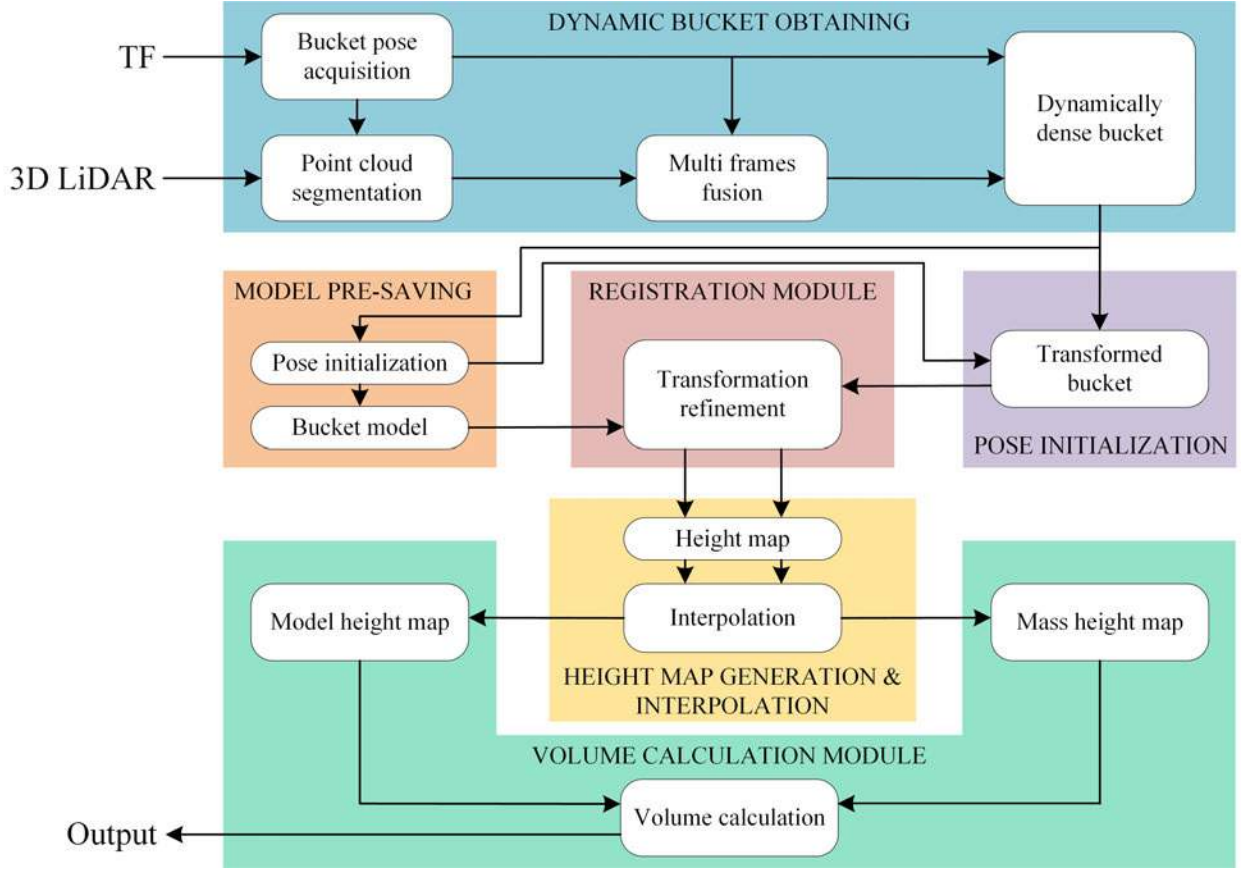 DYNAMIC BUCKET OBTAINING
TF
Bucket pose
acquisition
Dynamically
dense bucket
3D LiDAR
Point cloud
segmentation
Multi frames
fusion
MODEL PRE-SAVING
REGISTRATION MODULE
Pose initialization
Transformation
refinement
Transformed
bucket
Bucket model
POSE INITIALIZATION
Height map
Model height map
Interpolation
Mass height map
HEIGHT MAP GENERATION &
INTERPOLATION
VOLUME CALCULATION MODULE
Volume calculation
Output